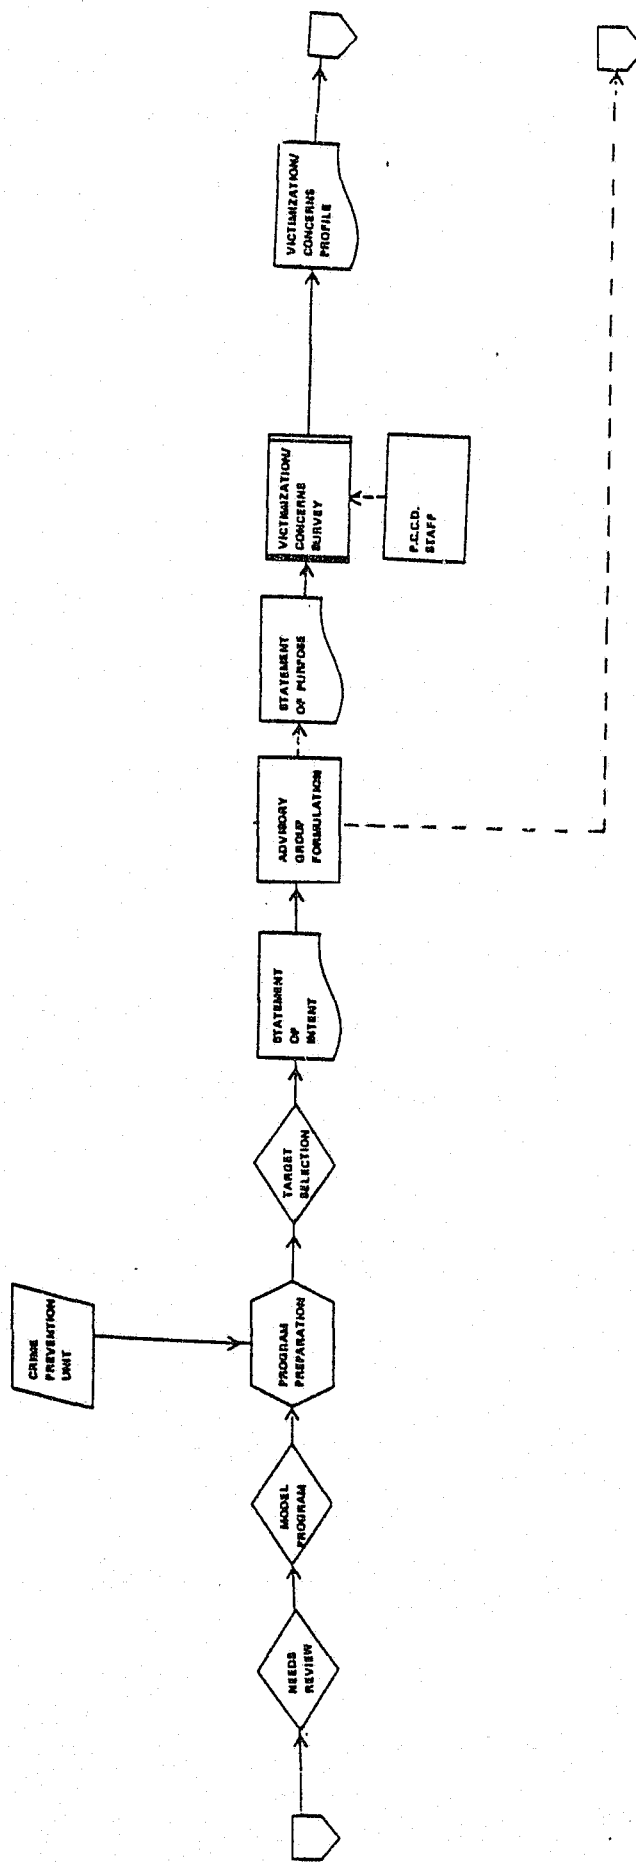 CRIME
PREVENTION
UNIT
NEEDS
REVIEW
MODEL
PROGRAM
PROGRAM
PREPARATION
TARGET
SELECTION
STATEMENT
OF
INTENT
ADVISORY
GROUP
FORMULATION
STATEMENT
OF PURPOSE
VICTIMIZATION/
CONCERNS
SURVEY
P.C.C.D.
STAFF
VICTIMIZATION/
CONCERNS
PROFILE